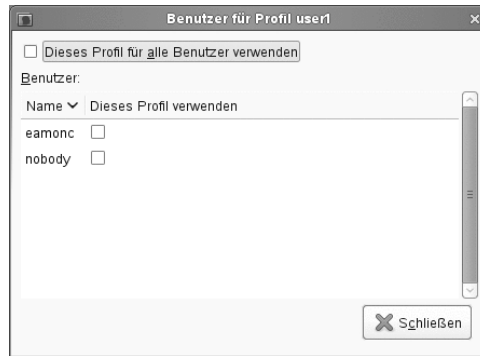 Benutzer für Profil user1
Dieses Profil für alle Benutzer verwenden
Benutzer:
Name Dieses Profil verwenden
eamonc
nobody
Schließen